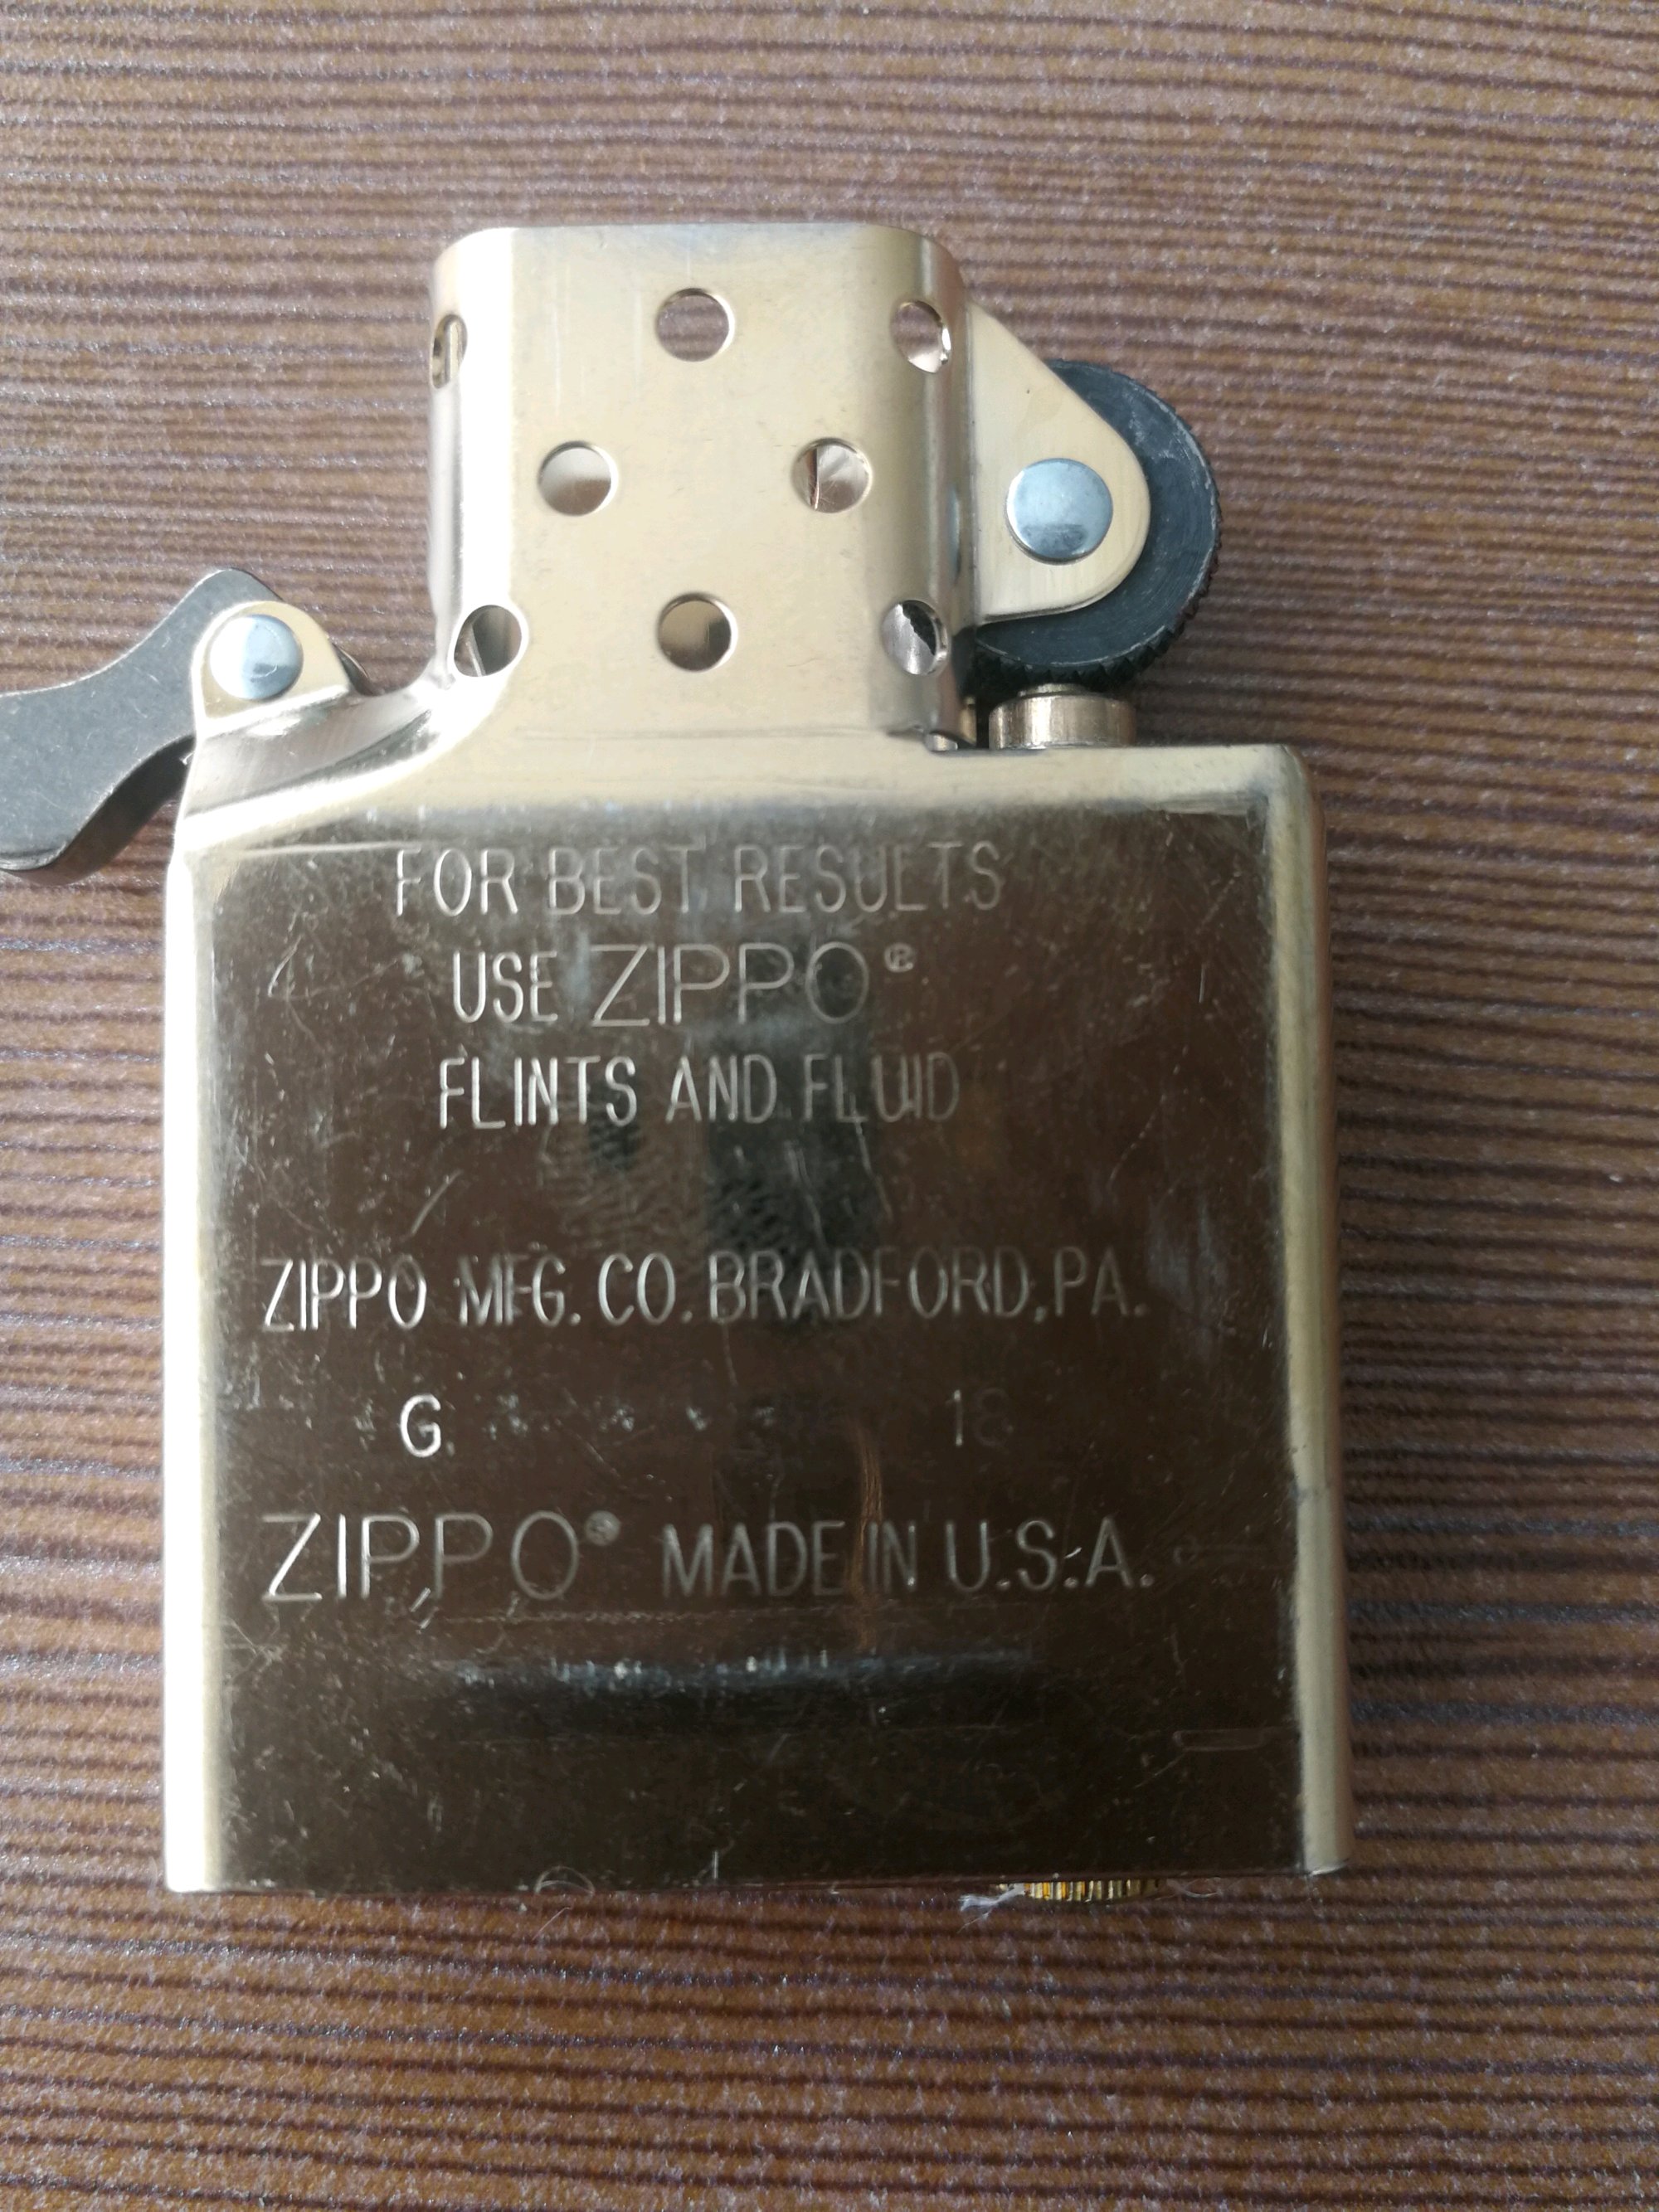 FOR BEST RESULTS
USE ZIPPO®
FLINTS AND FLUID
ZIPPO MFG. CO. BRADFORD, PA.
G 18
ZIPPO® MADE IN U.S.A.